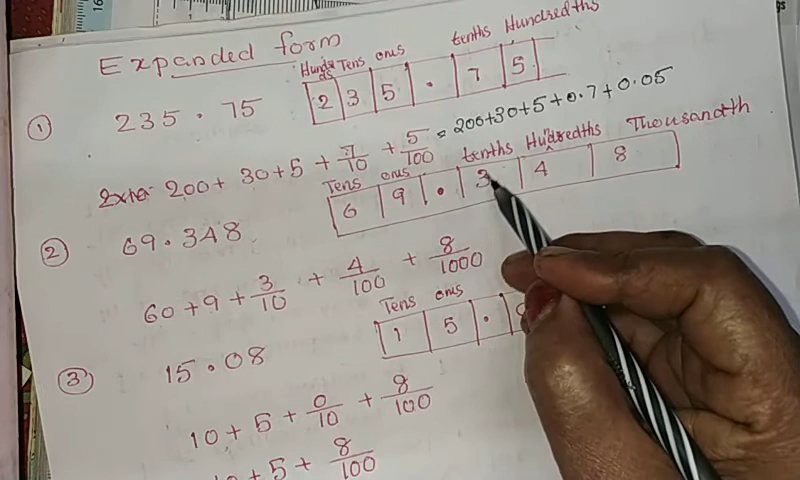 Expanded form
Tens ones tenths Hundredths
① 235.75 2 3 5 . 7 5
200 + 30 + 5 + 7/10 + 5/100 = 200+30+5+0.7+0.05
Tens ones tenths Hundredths Thousandth
② 69.348 6 9 . 3 4 8
60 + 9 + 3/10 + 4/100 + 8/1000
Tens ones
③ 15.08 1 5 .
10 + 5 + 0/10 + 8/100
+ 5 + 8/100